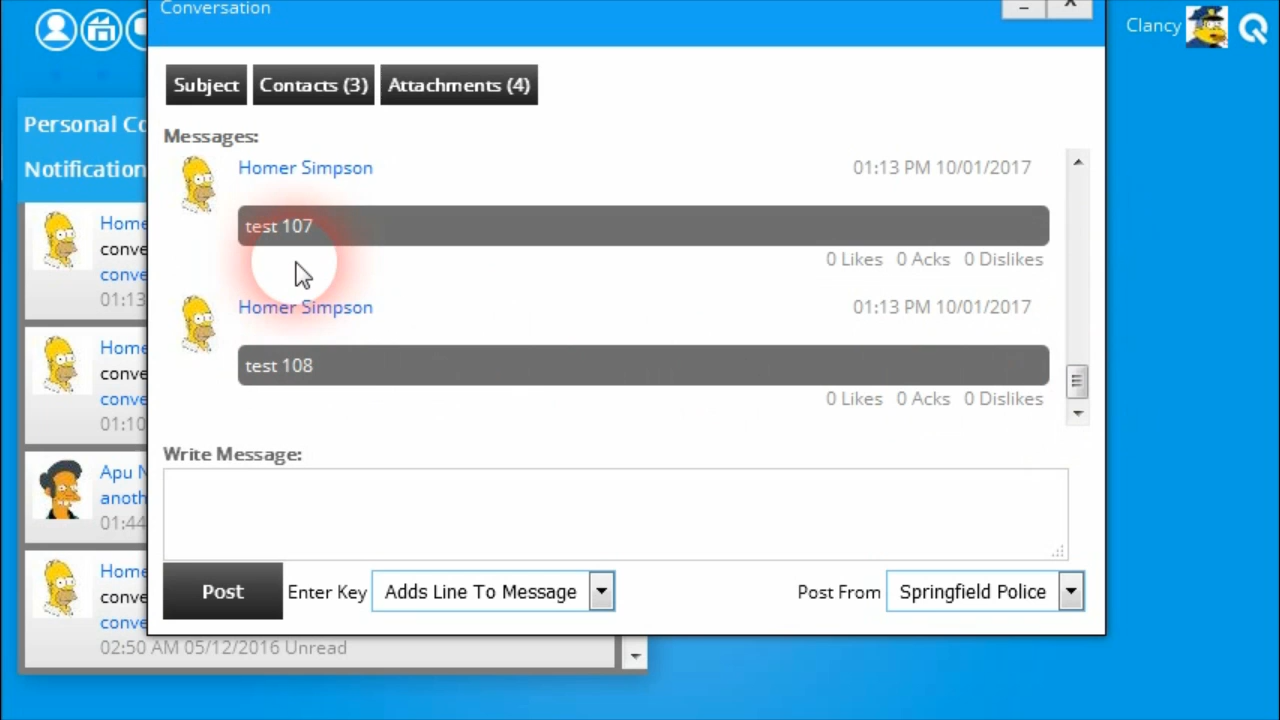 Conversation
_ X
Clancy
Subject Contacts (3) Attachments (4)
Personal Co
Notification
Messages:
Homer Simpson 01:13 PM 10/01/2017
test 107
0 Likes 0 Acks 0 Dislikes
Homer Simpson 01:13 PM 10/01/2017
test 108
0 Likes 0 Acks 0 Dislikes
Home
conve
conve
01:13
Home
conve
conve
01:10
Apu N
anoth
01:44
Home
conve
conve
02:50 AM 05/12/2016 Unread
Write Message:
Post Enter Key Adds Line To Message Post From Springfield Police